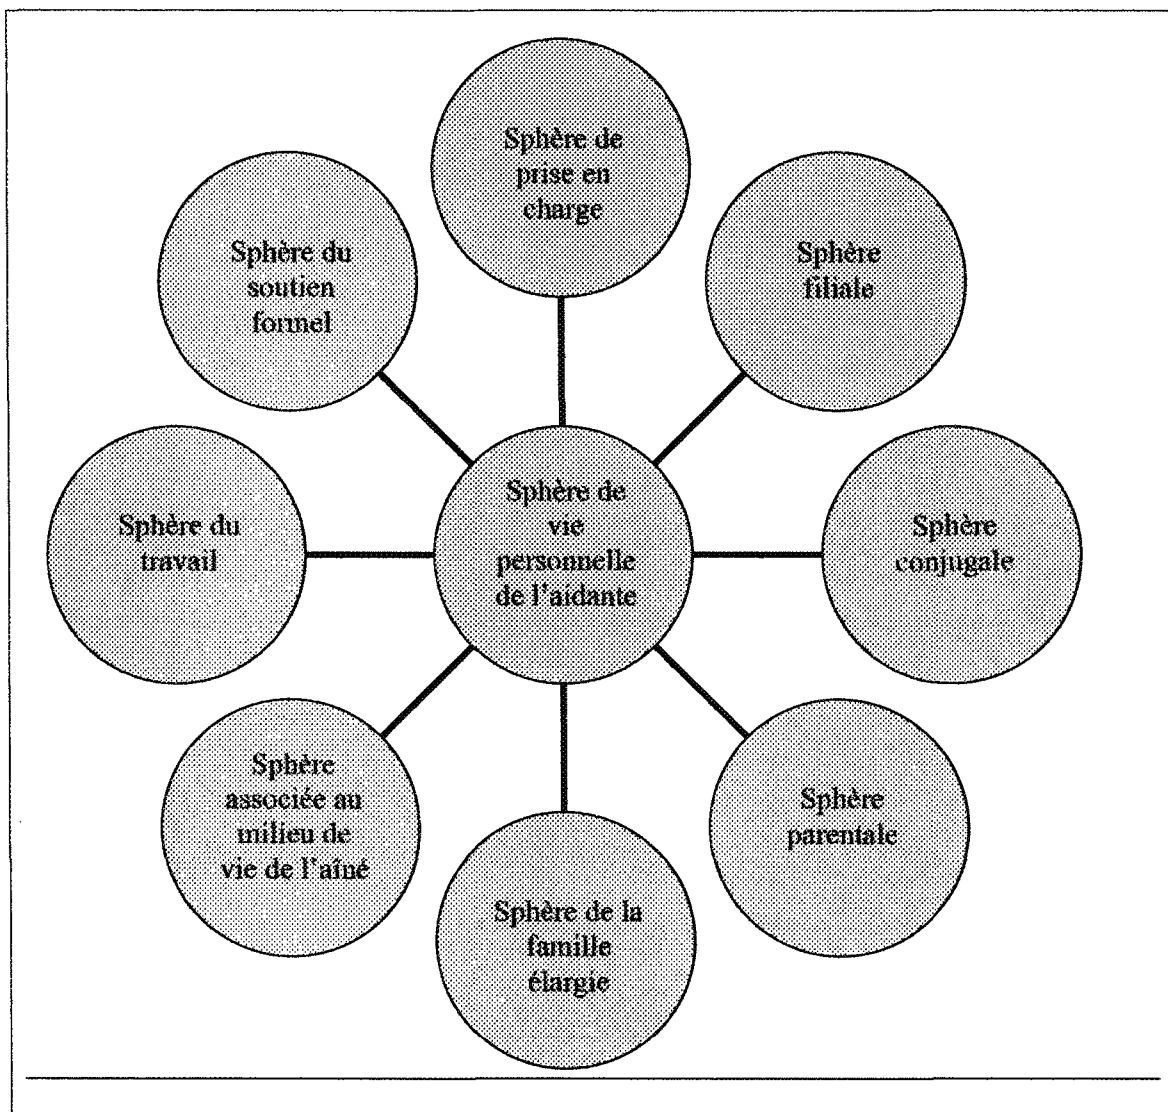 Sphère de
prise en
charge
Sphère du
soutien
formel
Sphère
filiale
Sphère du
travail
Sphère de
vie
personnelle
de l'aidante
Sphère
conjugale
Sphère
associée au
milieu de
vie de l'aîné
Sphère
parentale
Sphère de la
famille
élargie